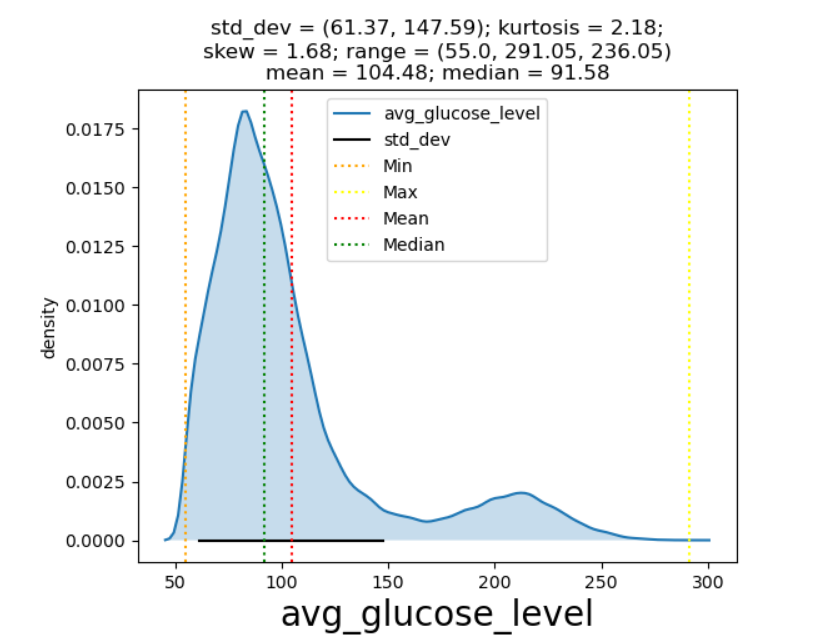 std_dev = (61.37, 147.59); kurtosis = 2.18;
skew = 1.68; range = (55.0, 291.05, 236.05)
mean = 104.48; median = 91.58
avg_glucose_level
std_dev
Min
Max
Mean
Median
density
0.0175
0.0150
0.0125
0.0100
0.0075
0.0050
0.0025
0.0000
50 100 150 200 250 300
avg_glucose_level